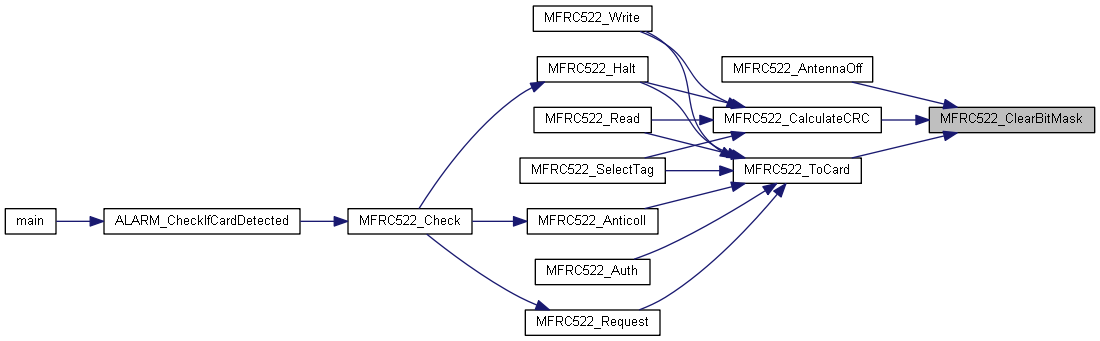 MFRC522_Write
MFRC522_Halt
MFRC522_AntennaOff
MFRC522_Read
MFRC522_CalculateCRC
MFRC522_ClearBitMask
MFRC522_SelectTag
MFRC522_ToCard
main
ALARM_CheckIfCardDetected
MFRC522_Check
MFRC522_Anticoll
MFRC522_Auth
MFRC522_Request